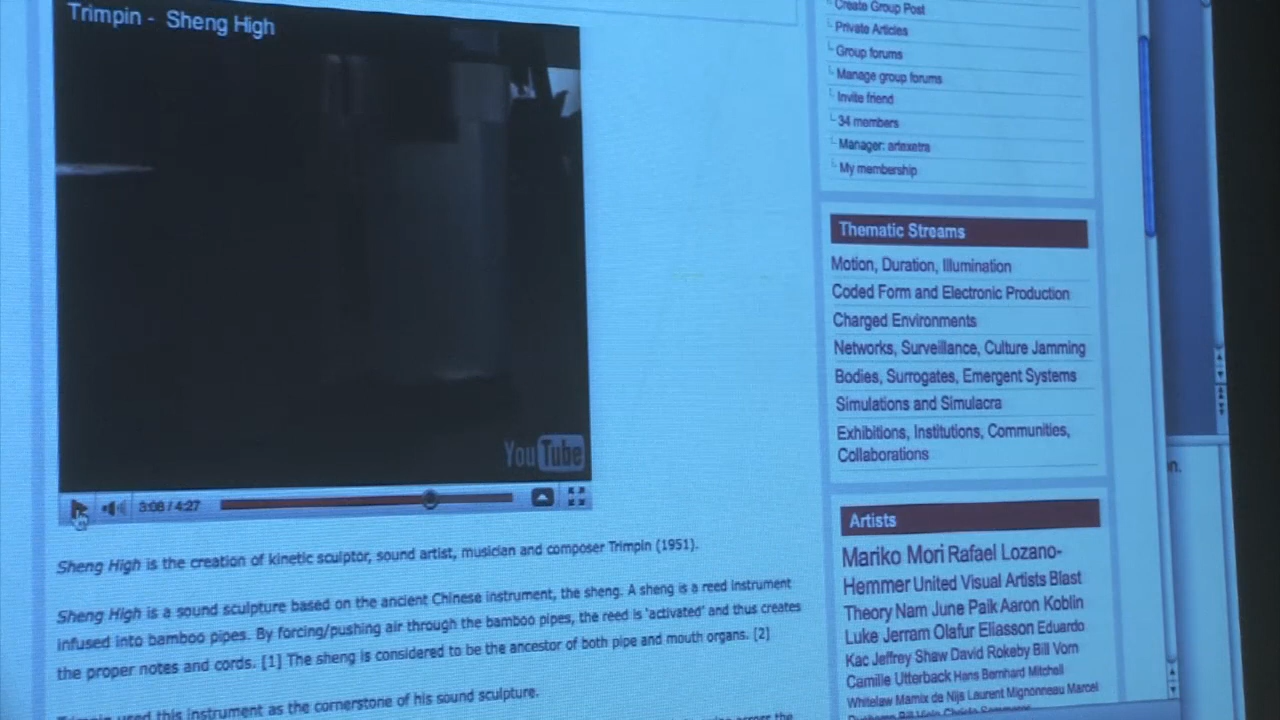 Trimpin - Sheng High
YouTube
3:08 / 4:27
Sheng High is the creation of kinetic sculptor, sound artist, musician and composer Trimpin (1951).
Sheng High is a sound sculpture based on the ancient Chinese instrument, the sheng. A sheng is a reed instrument
infused into bamboo pipes. By forcing/pushing air through the bamboo pipes, the reed is 'activated' and thus creates
the proper notes and cords. [1] The sheng is considered to be the ancestor of both pipe and mouth organs. [2]
Trimpin used this instrument as the cornerstone of his sound sculpture.
across the
Create Group Post
Private Articles
Group forums
Manage group forums
Invite friend
34 members
Manager: artexetra
My membership
Thematic Streams
Motion, Duration, Illumination
Coded Form and Electronic Production
Charged Environments
Networks, Surveillance, Culture Jamming
Bodies, Surrogates, Emergent Systems
Simulations and Simulacra
Exhibitions, Institutions, Communities,
Collaborations
Artists
Mariko Mori Rafael Lozano-
Hemmer United Visual Artists Blast
Theory Nam June Paik Aaron Koblin
Luke Jerram Olafur Eliasson Eduardo
Kac Jeffrey Shaw David Rokeby Bill Vorn
Camille Utterback Hans Bernhard Mitchell
Whitelaw Marnix de Nijs Laurent Mignonneau Marcel
n.